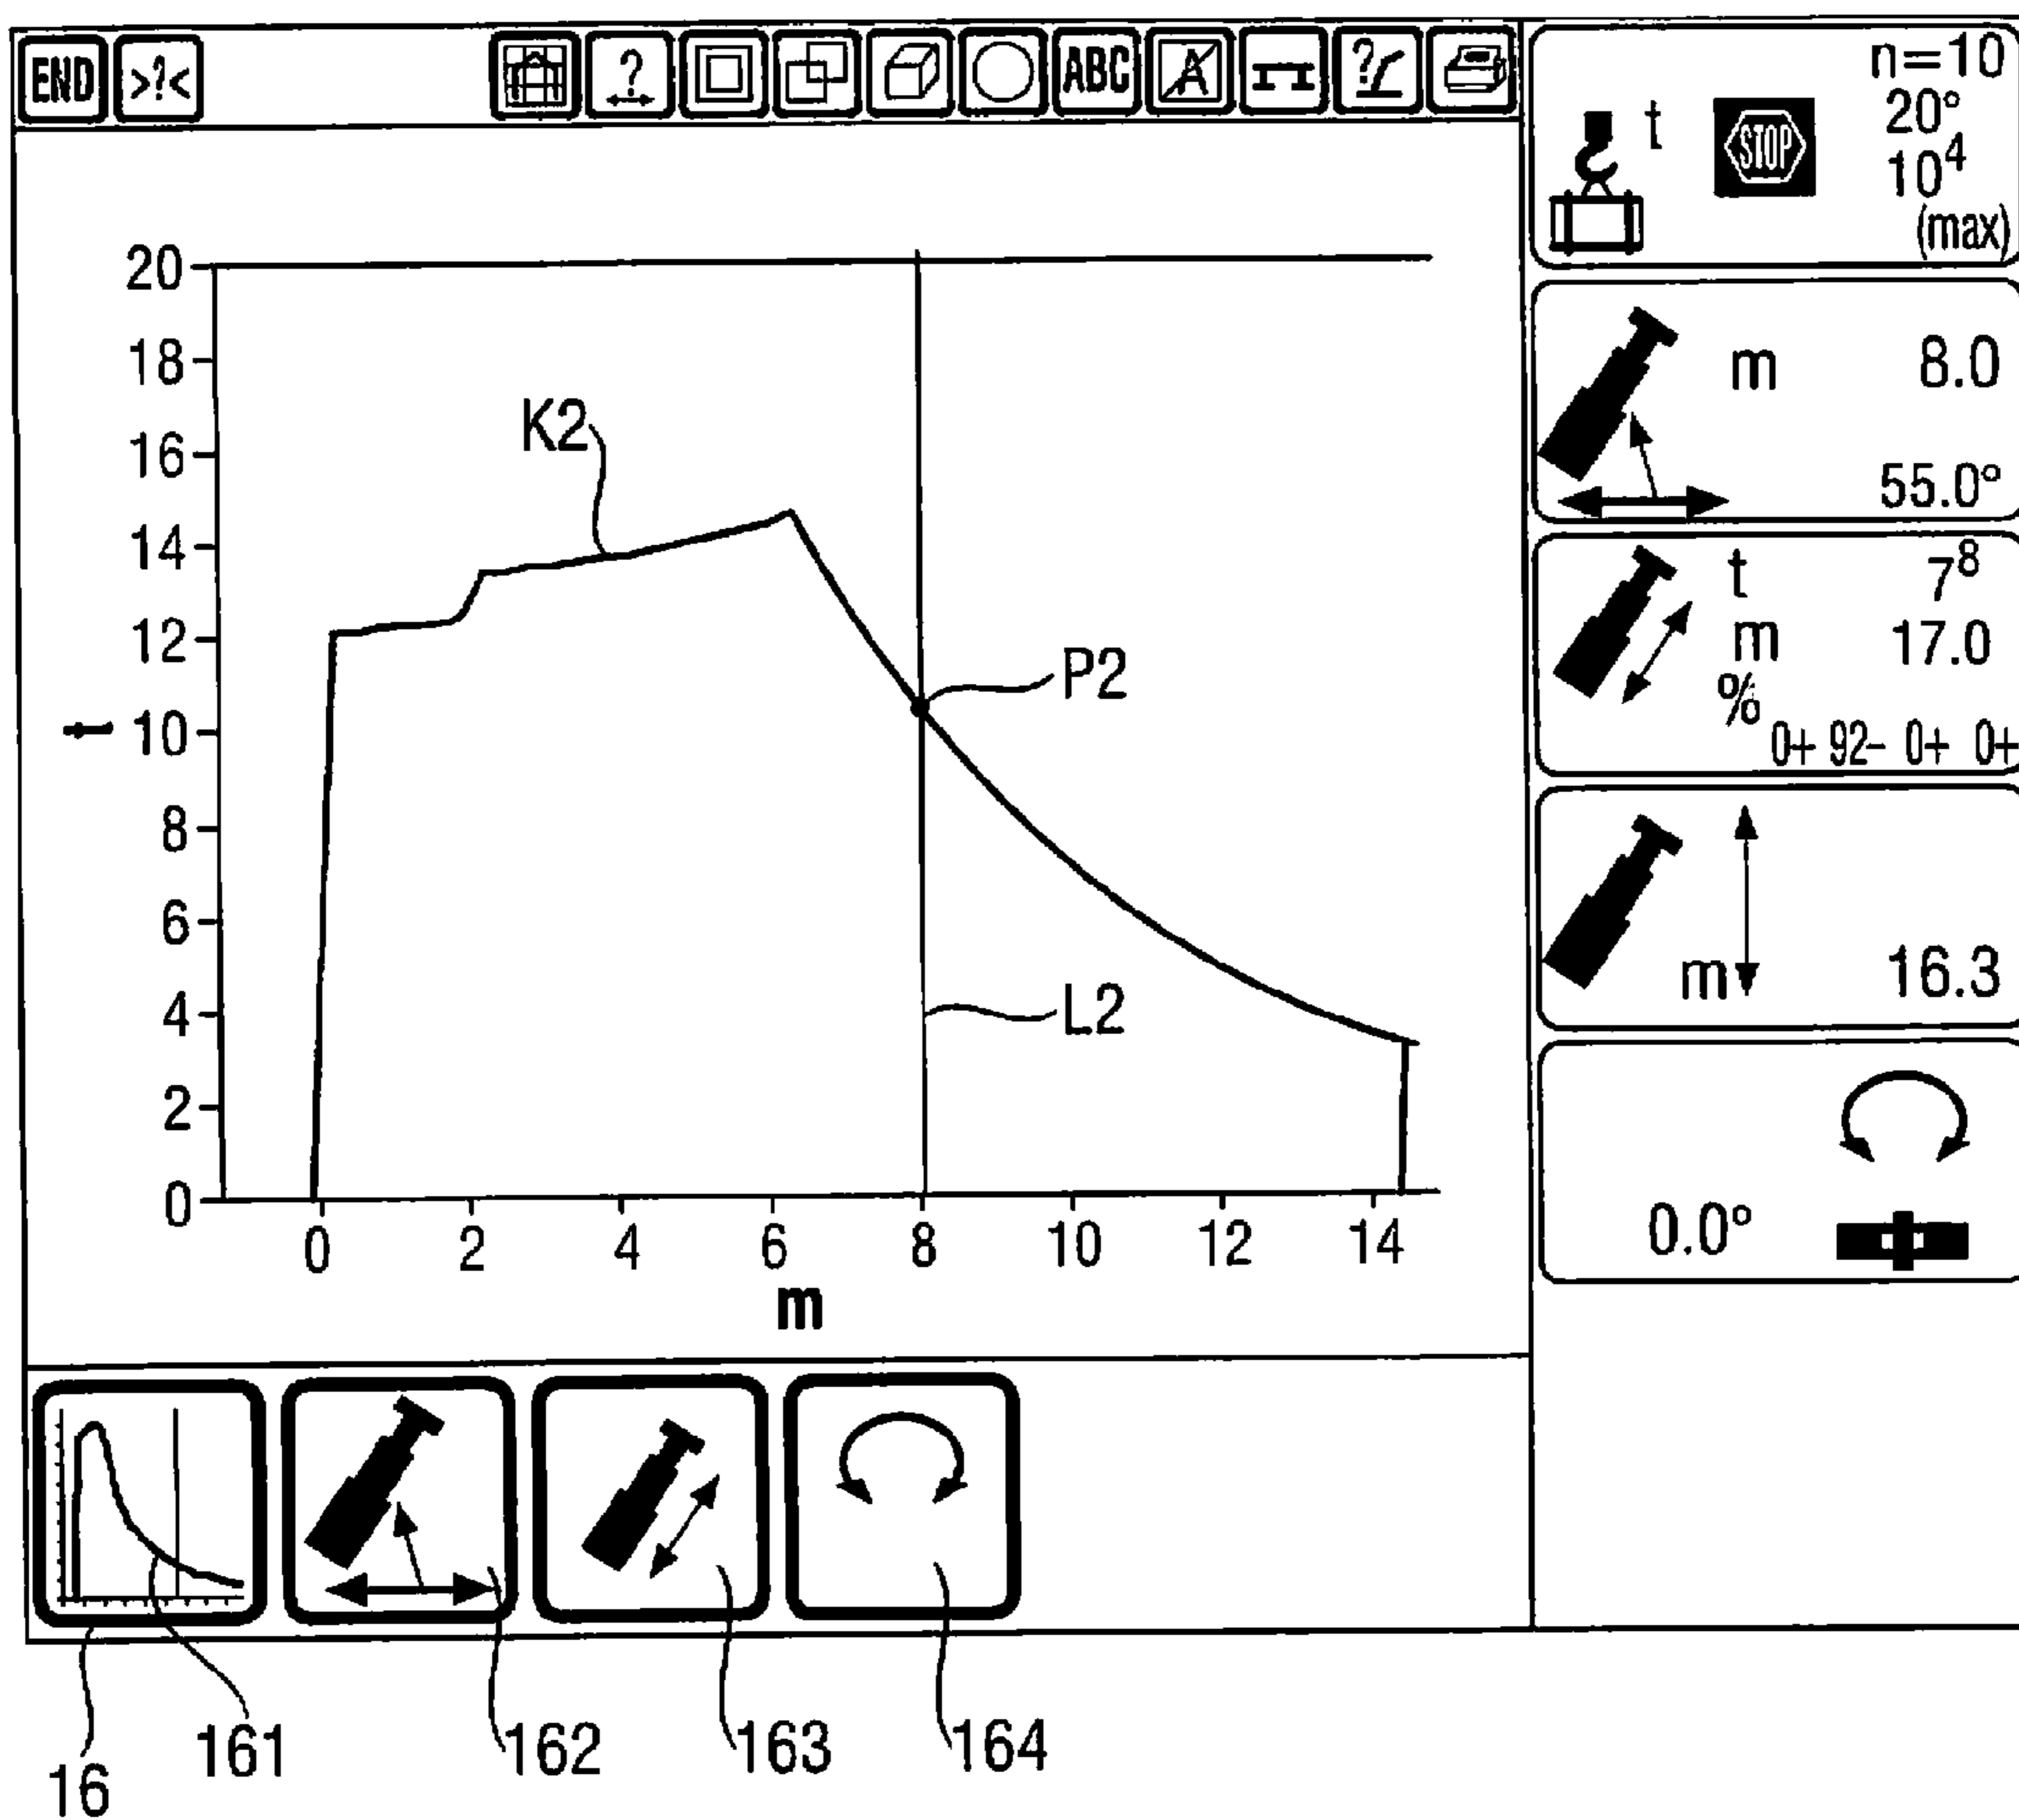 END >?< ? ABC A ?
n=10
20°
t STOP 10⁴
(max)
m 8.0
55.0°
t 7⁸
m 17.0
%
0+ 92- 0+ 0+
m 16.3
0.0°
20
18
16
14
12
10
8
6
4
2
0
t
K2
P2
L2
0 2 4 6 8 10 12 14
m
16 161 162 163 164